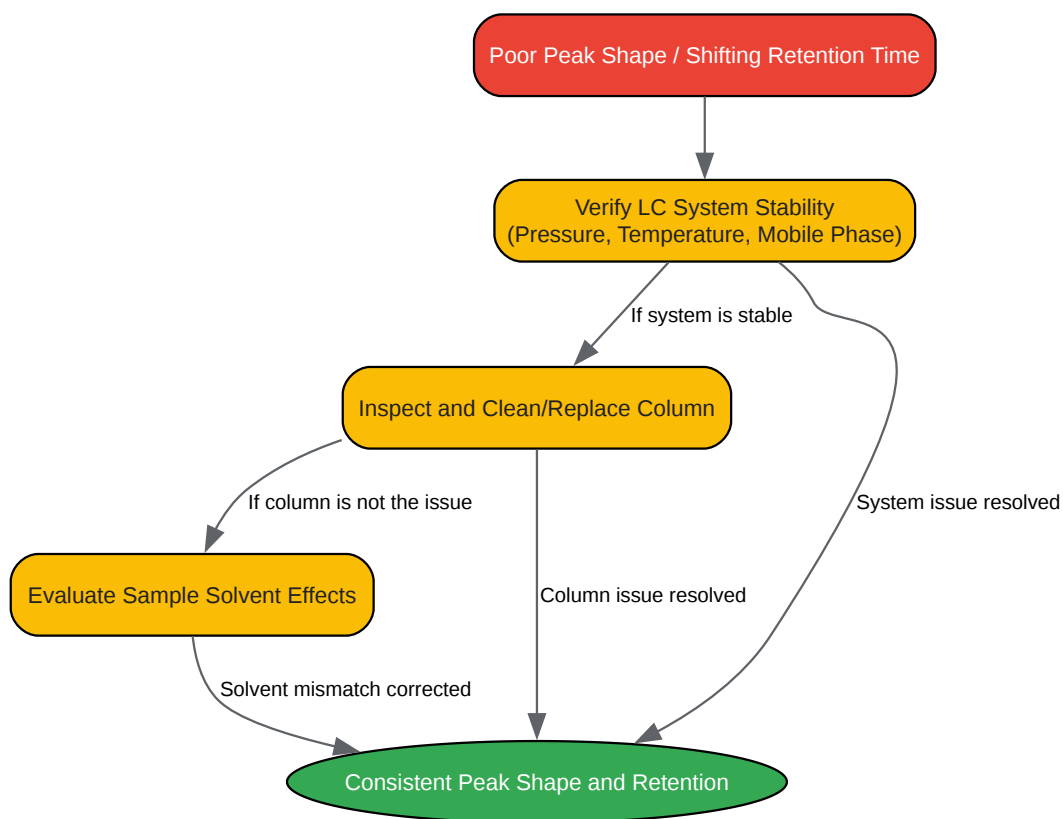 Poor Peak Shape / Shifting Retention Time
Verify LC System Stability
(Pressure, Temperature, Mobile Phase)
If system is stable
Inspect and Clean/Replace Column
If column is not the issue
System issue resolved
Evaluate Sample Solvent Effects
Column issue resolved
Solvent mismatch corrected
Consistent Peak Shape and Retention